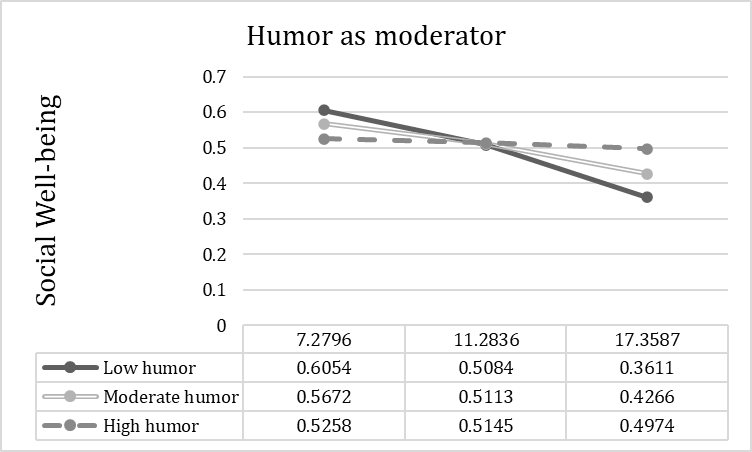 Humor as moderator
Social Well-being
0.7
0.6
0.5
0.4
0.3
0.2
0.1
0
7.2796 11.2836 17.3587
Low humor 0.6054 0.5084 0.3611
Moderate humor 0.5672 0.5113 0.4266
High humor 0.5258 0.5145 0.4974